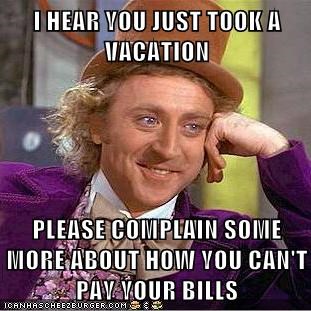 I HEAR YOU JUST TOOK A
VACATION
PLEASE COMPLAIN SOME
MORE ABOUT HOW YOU CAN'T
PAY YOUR BILLS
ICANHASCHEEZBURGER.COM